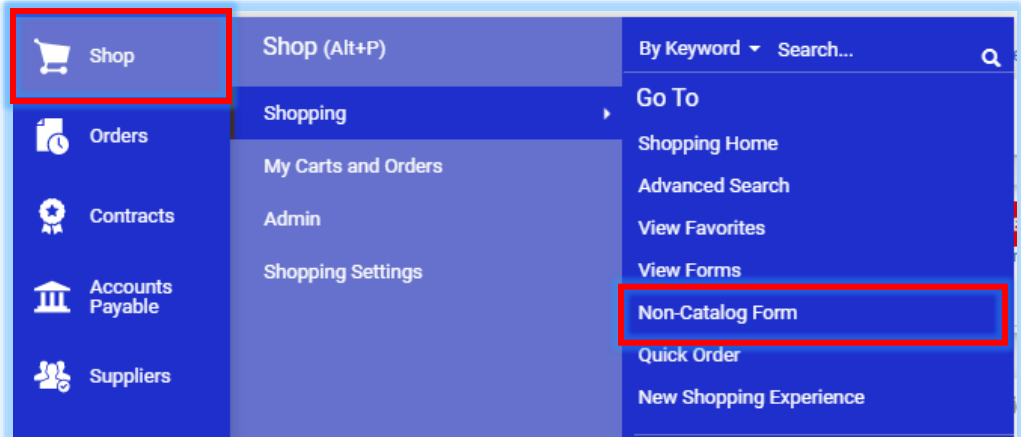 Shop
Orders
Contracts
Accounts
Payable
Suppliers
Shop (Alt+P)
Shopping
My Carts and Orders
Admin
Shopping Settings
By Keyword Search...
Go To
Shopping Home
Advanced Search
View Favorites
View Forms
Non-Catalog Form
Quick Order
New Shopping Experience